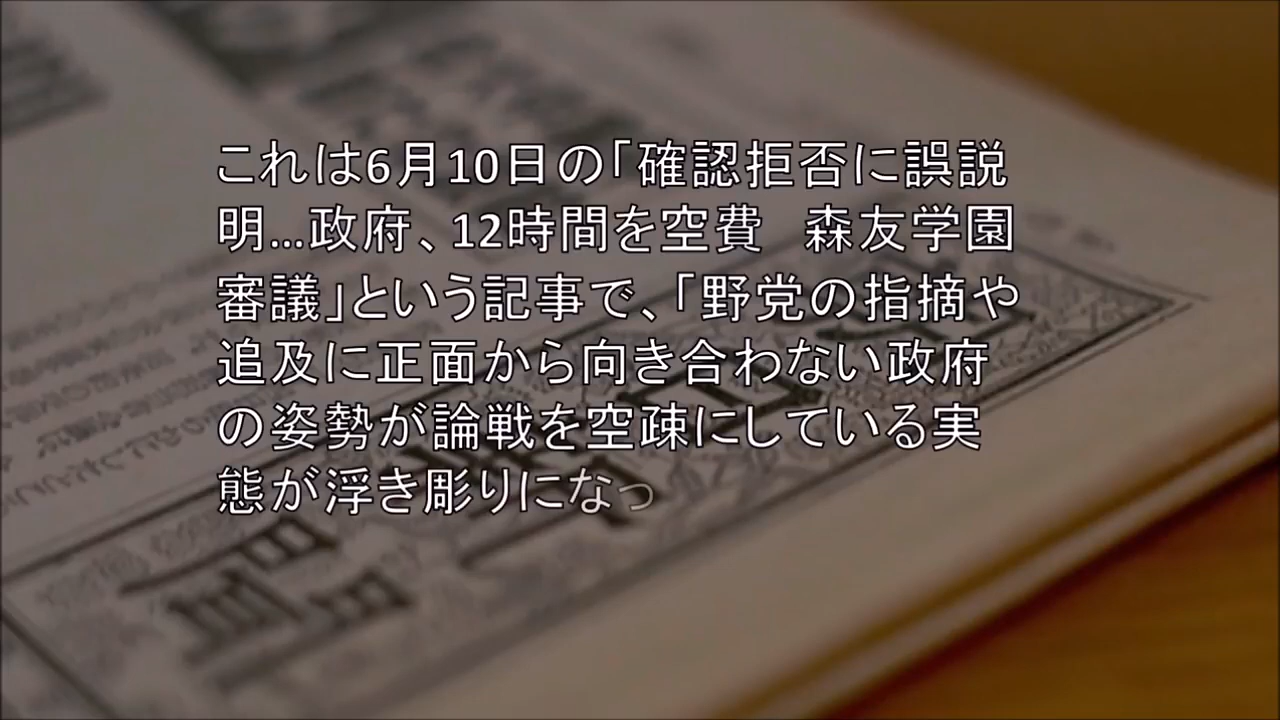 これは6月10日の「確認拒否に誤説
明…政府、12時間を空費　森友学園
審議」という記事で、「野党の指摘や
追及に正面から向き合わない政府
の姿勢が論戦を空疎にしている実
態が浮き彫りになっ